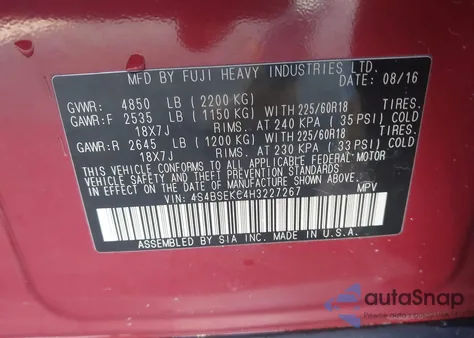 MFD BY FUJI HEAVY INDUSTRIES LTD.
DATE: 08/16
GVWR: 4850 LB (2200 KG)
GAWR:F 2535 LB (1150 KG) WITH 225/60R18 TIRES.
18X7J RIMS. AT 240 KPA (35 PSI) COLD
GAWR:R 2645 LB (1200 KG) WITH 225/60R18 TIRES.
18X7J RIMS. AT 230 KPA (33 PSI) COLD
THIS VEHICLE CONFORMS TO ALL APPLICABLE FEDERAL MOTOR
VEHICLE SAFETY AND THEFT PREVENTION STANDARDS IN
EFFECT ON THE DATE OF MANUFACTURE SHOWN ABOVE.
VIN: 4S4BSEKC4H3227267 MPV
ASSEMBLED BY SIA INC. MADE IN U.S.A.
autoSnap